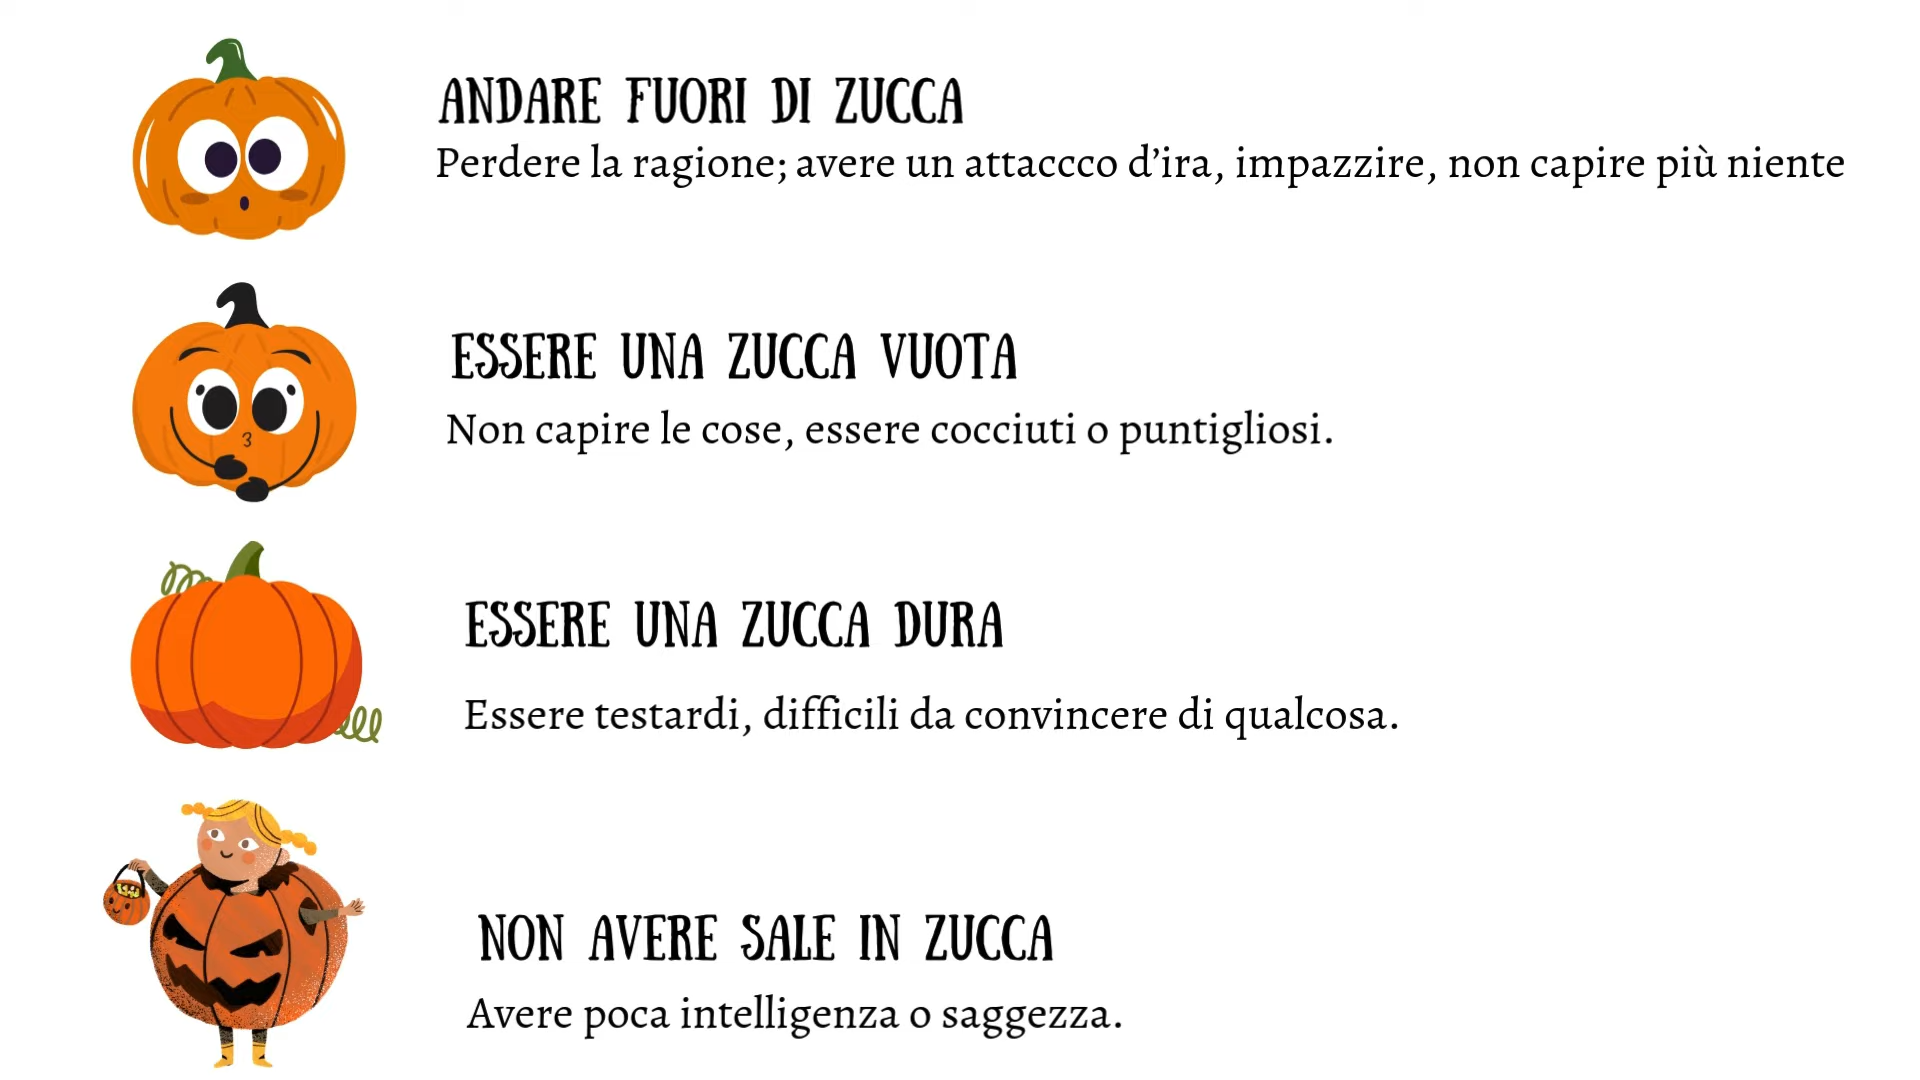 ANDARE FUORI DI ZUCCA
Perdere la ragione; avere un attaccco d’ira, impazzire, non capire più niente
ESSERE UNA ZUCCA VUOTA
Non capire le cose, essere cocciuti o puntigliosi.
ESSERE UNA ZUCCA DURA
Essere testardi, difficili da convincere di qualcosa.
NON AVERE SALE IN ZUCCA
Avere poca intelligenza o saggezza.